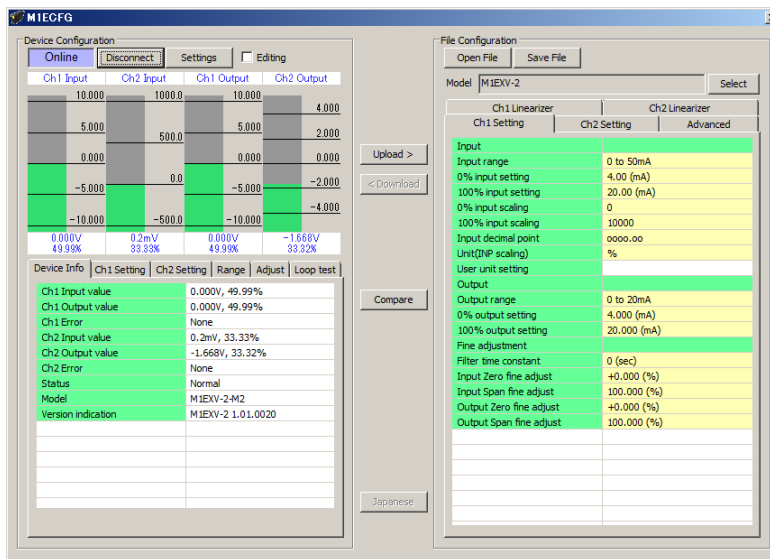 M1ECFG
Device Configuration
Online Disconnect Settings Editing
Ch1 Input Ch2 Input Ch1 Output Ch2 Output
10.000 1000.0 10.000 4.000
5.000 500.0 5.000 2.000
0.000 0.0 0.000 0.000
-5.000 -5.000 -2.000
-10.000 -500.0 -10.000 -4.000
0.000V 0.2mV 0.000V -1.668V
49.99% 33.33% 49.99% 33.32%
Device Info Ch1 Setting Ch2 Setting Range Adjust Loop test
Ch1 Input value 0.000V, 49.99%
Ch1 Output value 0.000V, 49.99%
Ch1 Error None
Ch2 Input value 0.2mV, 33.33%
Ch2 Output value -1.668V, 33.32%
Ch2 Error None
Status Normal
Model M1EXV-2-M2
Version indication M1EXV-2 1.01.0020
Upload >
< Download
Compare
Japanese
File Configuration
Open File Save File
Model M1EXV-2 Select
Ch1 Linearizer Ch2 Linearizer
Ch1 Setting Ch2 Setting Advanced
Input
Input range 0 to 50mA
0% input setting 4.00 (mA)
100% input setting 20.00 (mA)
0% input scaling 0
100% input scaling 10000
Input decimal point oooo.oo
Unit(INP scaling) %
User unit setting
Output
Output range 0 to 20mA
0% output setting 4.000 (mA)
100% output setting 20.000 (mA)
Fine adjustment
Filter time constant 0 (sec)
Input Zero fine adjust +0.000 (%)
Input Span fine adjust 100.000 (%)
Output Zero fine adjust +0.000 (%)
Output Span fine adjust 100.000 (%)